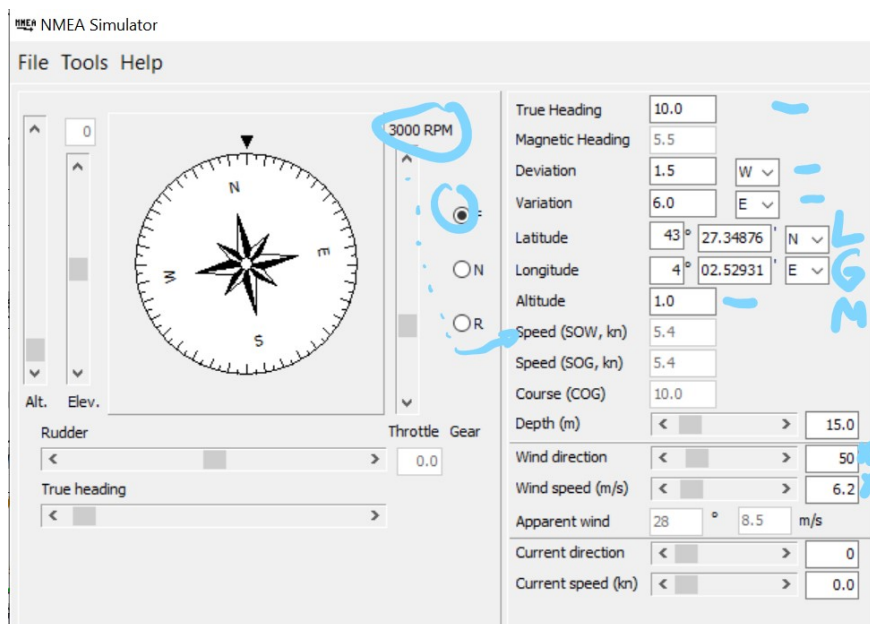 NMEA NMEA Simulator
File Tools Help
0
3000 RPM
N
E
S
W
F
N
R
Alt. Elev.
Rudder
Throttle Gear
0.0
True heading
True Heading 10.0
Magnetic Heading 5.5
Deviation 1.5 W
Variation 6.0 E
Latitude 43 ° 27.34876 ' N L
Longitude 4 ° 02.52931 ' E G
Altitude 1.0 M
Speed (SOW, kn) 5.4
Speed (SOG, kn) 5.4
Course (COG) 10.0
Depth (m) 15.0
Wind direction 50
Wind speed (m/s) 6.2
Apparent wind 28 ° 8.5 m/s
Current direction 0
Current speed (kn) 0.0